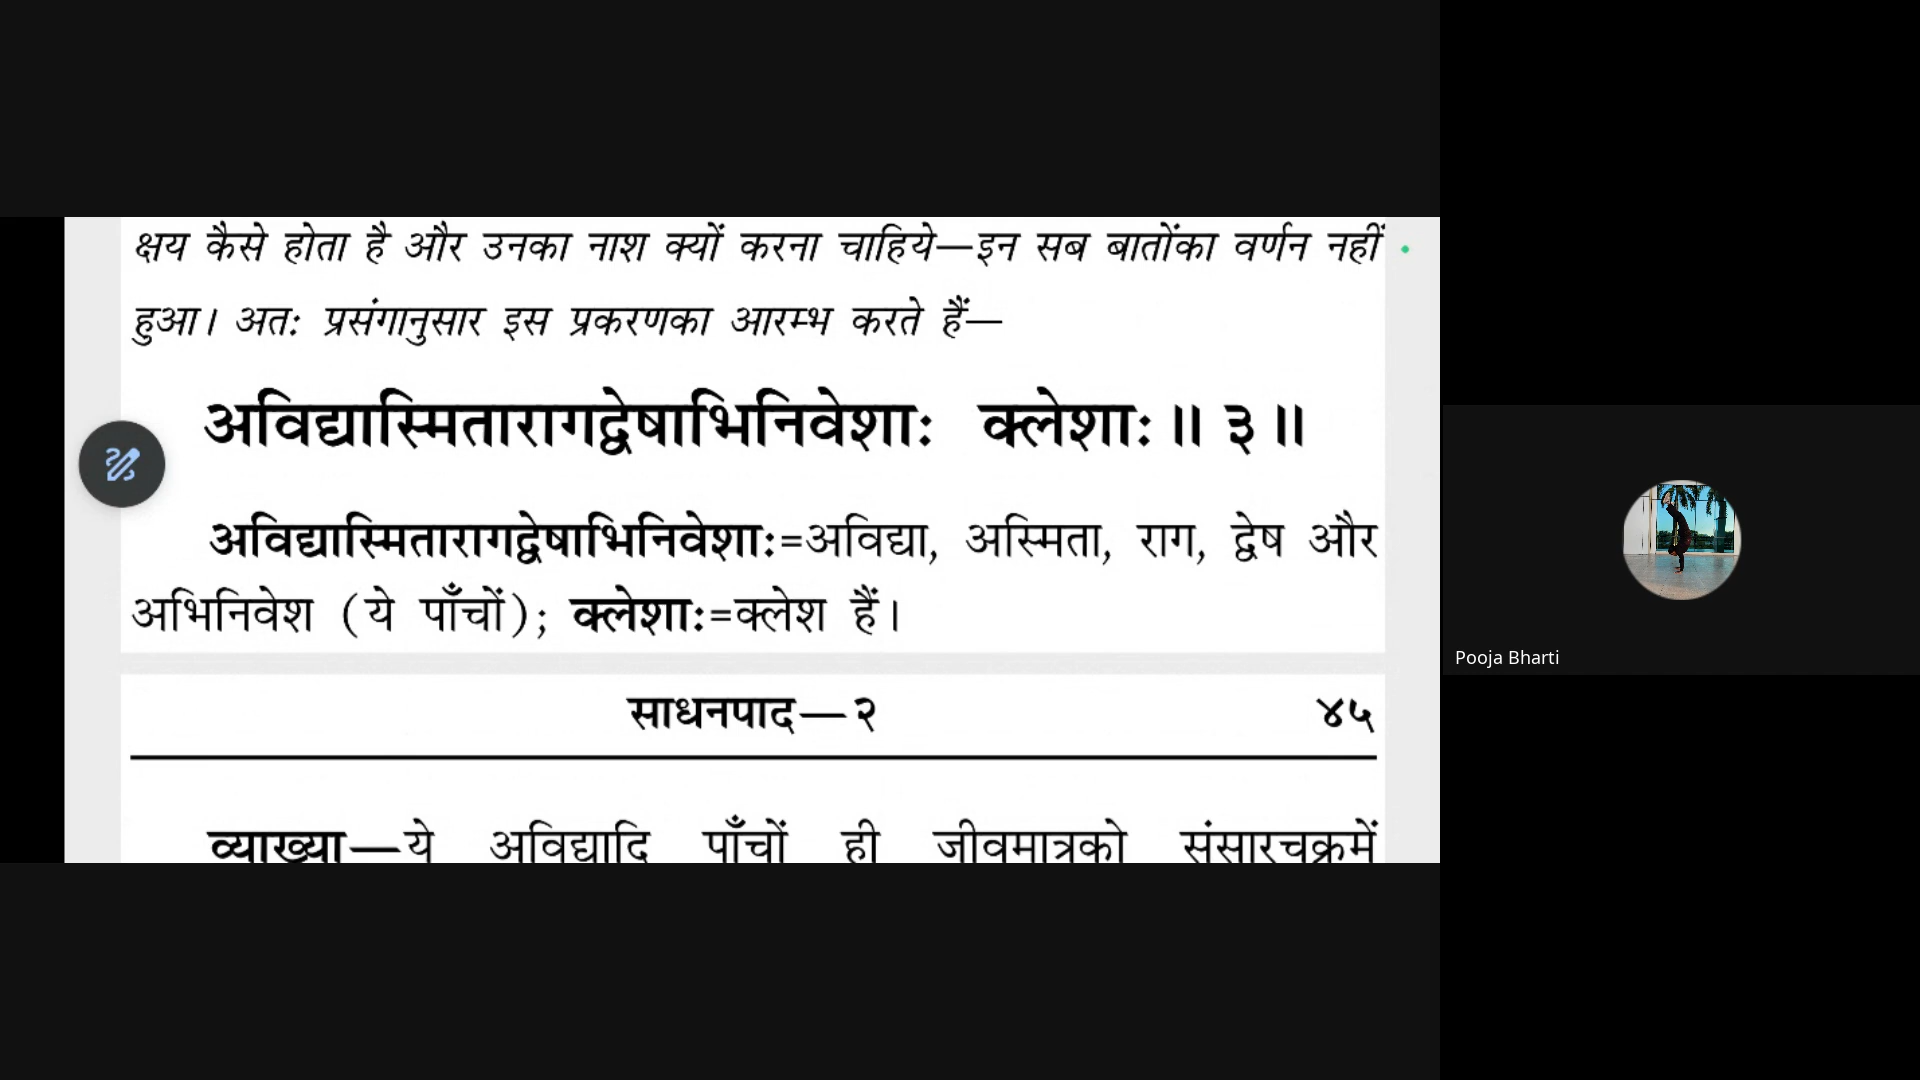 क्षय कैसे होता है और उनका नाश क्यों करना चाहिये—इन सब बातोंका वर्णन नहीं
हुआ। अतः प्रसंगानुसार इस प्रकरणका आरम्भ करते हैं—
अविद्यास्मितारागद्वेषाभिनिवेशाः क्लेशाः॥ ३॥
अविद्यास्मितारागद्वेषाभिनिवेशाः=अविद्या, अस्मिता, राग, द्वेष और
अभिनिवेश (ये पाँचों); क्लेशाः=क्लेश हैं।
साधनपाद—२ ४५
व्याख्या—ये अविद्यादि पाँचों ही जीवमात्रको संसारचक्रमें
Pooja Bharti